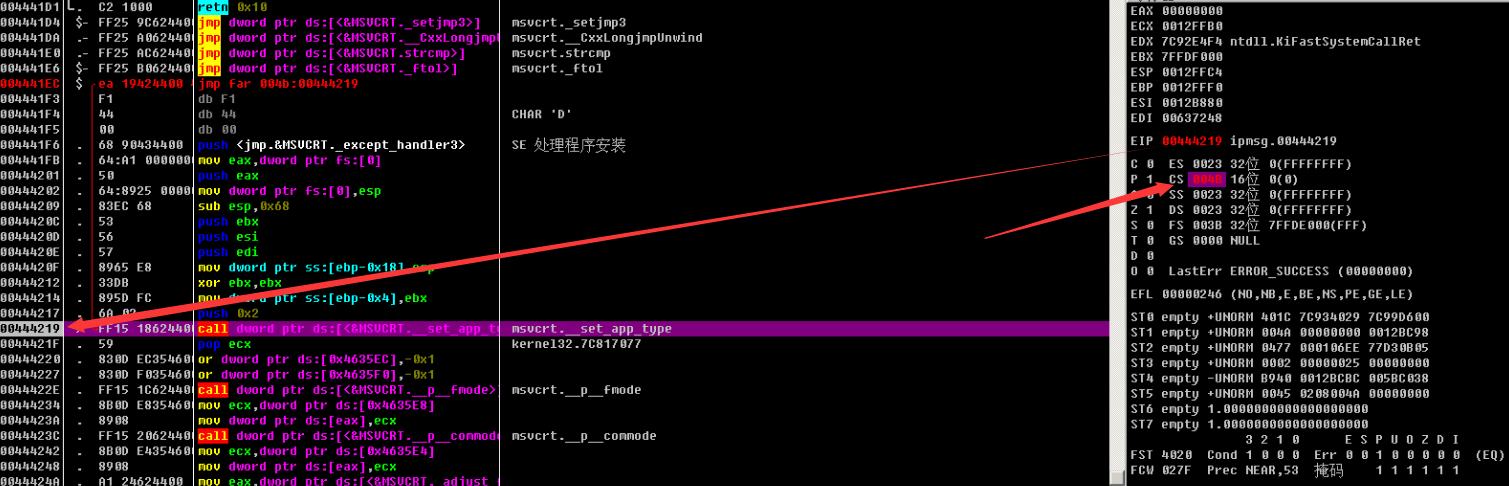 004441D1 L. C2 1000 retn 0x10
004441D4 $- FF25 9C62440 jmp dword ptr ds:[<&MSVCRT._setjmp3>] msvcrt._setjmp3
004441DA .- FF25 A062440 jmp dword ptr ds:[<&MSVCRT.__CxxLongjmpU msvcrt.__CxxLongjmpUnwind
004441E0 .- FF25 AC62440 jmp dword ptr ds:[<&MSVCRT.strcmp>] msvcrt.strcmp
004441E6 $- FF25 B062440 jmp dword ptr ds:[<&MSVCRT._ftol>] msvcrt._ftol
004441EC $ ea 19424400 jmp far 004b:00444219
004441F3 F1 db F1
004441F4 44 db 44 CHAR 'D'
004441F5 00 db 00
004441F6 . 68 90434400 push <jmp.&MSVCRT._except_handler3> SE 处理程序安装
004441FB . 64:A1 0000000 mov eax,dword ptr fs:[0]
00444201 . 50 push eax
00444202 . 64:8925 0000 mov dword ptr fs:[0],esp
00444209 . 83EC 68 sub esp,0x68
0044420C . 53 push ebx
0044420D . 56 push esi
0044420E . 57 push edi
0044420F . 8965 E8 mov dword ptr ss:[ebp-0x18],esp
00444212 . 33DB xor ebx,ebx
00444214 . 895D FC mov dword ptr ss:[ebp-0x4],ebx
00444217 . 6A 02 push 0x2
00444219 FF15 1862440 call dword ptr ds:[<&MSVCRT.__set_app_ty msvcrt.__set_app_type
0044421F . 59 pop ecx kernel32.7C817077
00444220 . 830D EC35460 or dword ptr ds:[0x4635EC],-0x1
00444227 . 830D F035460 or dword ptr ds:[0x4635F0],-0x1
0044422E . FF15 1C62440 call dword ptr ds:[<&MSVCRT.__p__fmode>] msvcrt.__p__fmode
00444234 . 8B0D E835460 mov ecx,dword ptr ds:[0x4635E8]
0044423A . 8908 mov dword ptr ds:[eax],ecx
0044423C . FF15 2062440 call dword ptr ds:[<&MSVCRT.__p__commode msvcrt.__p__commode
00444242 . 8B0D E435460 mov ecx,dword ptr ds:[0x4635E4]
00444248 . 8908 mov dword ptr ds:[eax],ecx
0044424A . A1 24624400 mov eax,dword ptr ds:[<&MSVCRT._adjust_
EAX 00000000
ECX 0012FFB0
EDX 7C92E4F4 ntdll.KiFastSystemCallRet
EBX 7FFDF000
ESP 0012FFC4
EBP 0012FFF0
ESI 0012B880
EDI 00637248
EIP 00444219 ipmsg.00444219
C 0 ES 0023 32位 0(FFFFFFFF)
P 1 CS 004B 16位 0(0)
0 SS 0023 32位 0(FFFFFFFF)
Z 1 DS 0023 32位 0(FFFFFFFF)
S 0 FS 003B 32位 7FFDE000(FFF)
T 0 GS 0000 NULL
D 0
O 0 LastErr ERROR_SUCCESS (00000000)
EFL 00000246 (NO,NB,E,BE,NS,PE,GE,LE)
ST0 empty +UNORM 401C 7C934029 7C99D600
ST1 empty +UNORM 004A 00000000 0012BC98
ST2 empty +UNORM 0477 000106EE 77D30B05
ST3 empty +UNORM 0002 00000025 00000000
ST4 empty -UNORM B940 0012BCBC 005BC038
ST5 empty +UNORM 0045 0208004A 00000000
ST6 empty 1.0000000000000000000
ST7 empty 1.0000000000000000000
3 2 1 0 E S P U O Z D I
FST 4020 Cond 1 0 0 0 Err 0 0 1 0 0 0 0 0 (EQ)
FCW 027F Prec NEAR,53 掩码 1 1 1 1 1 1